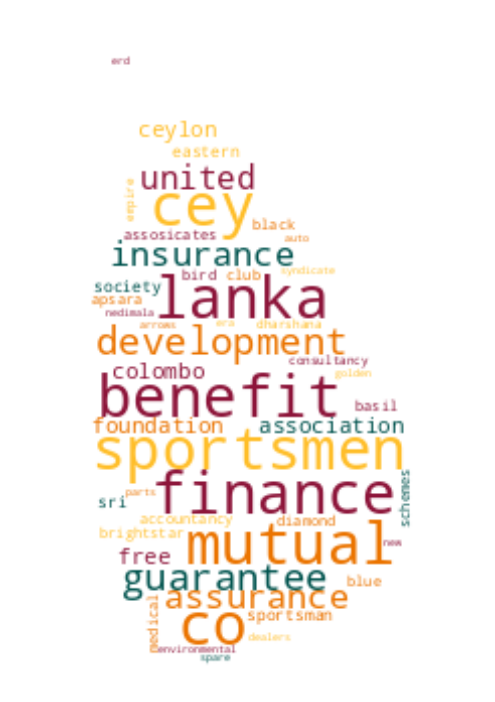 erd
ceylon
eastern
united
empire
cey
black
assosicates
auto
insurance
bird club syndicate
society
apsara
lanka
nedimala
arrows era dharshana
development
consultancy
colombo
golden
benefit
basil
foundation association
sportsmen
finance
schemes
parts
sri
accountancy diamond
brightstar
mutual
new
free
guarantee
blue
assurance
medical
co
sportsman
dealers
environmental
spare